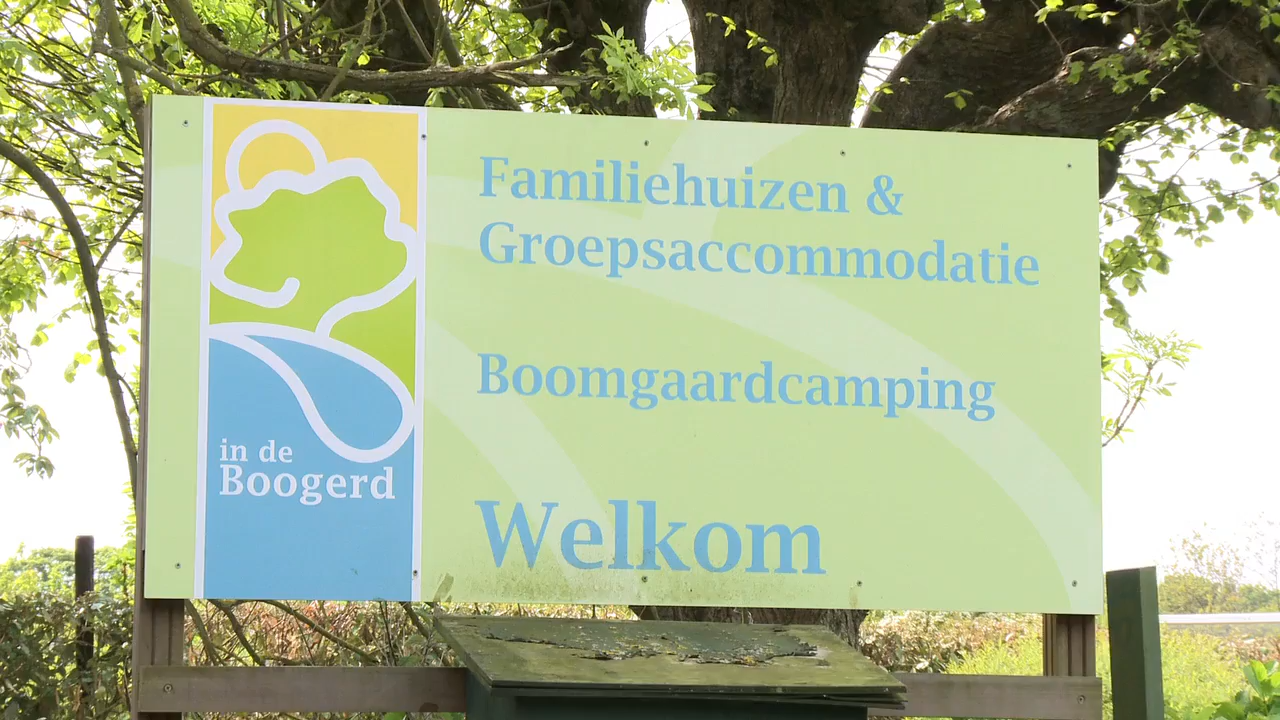 Familiehuizen &
Groepsaccommodatie
Boomgaardcamping
Welkom
in de
Boogerd